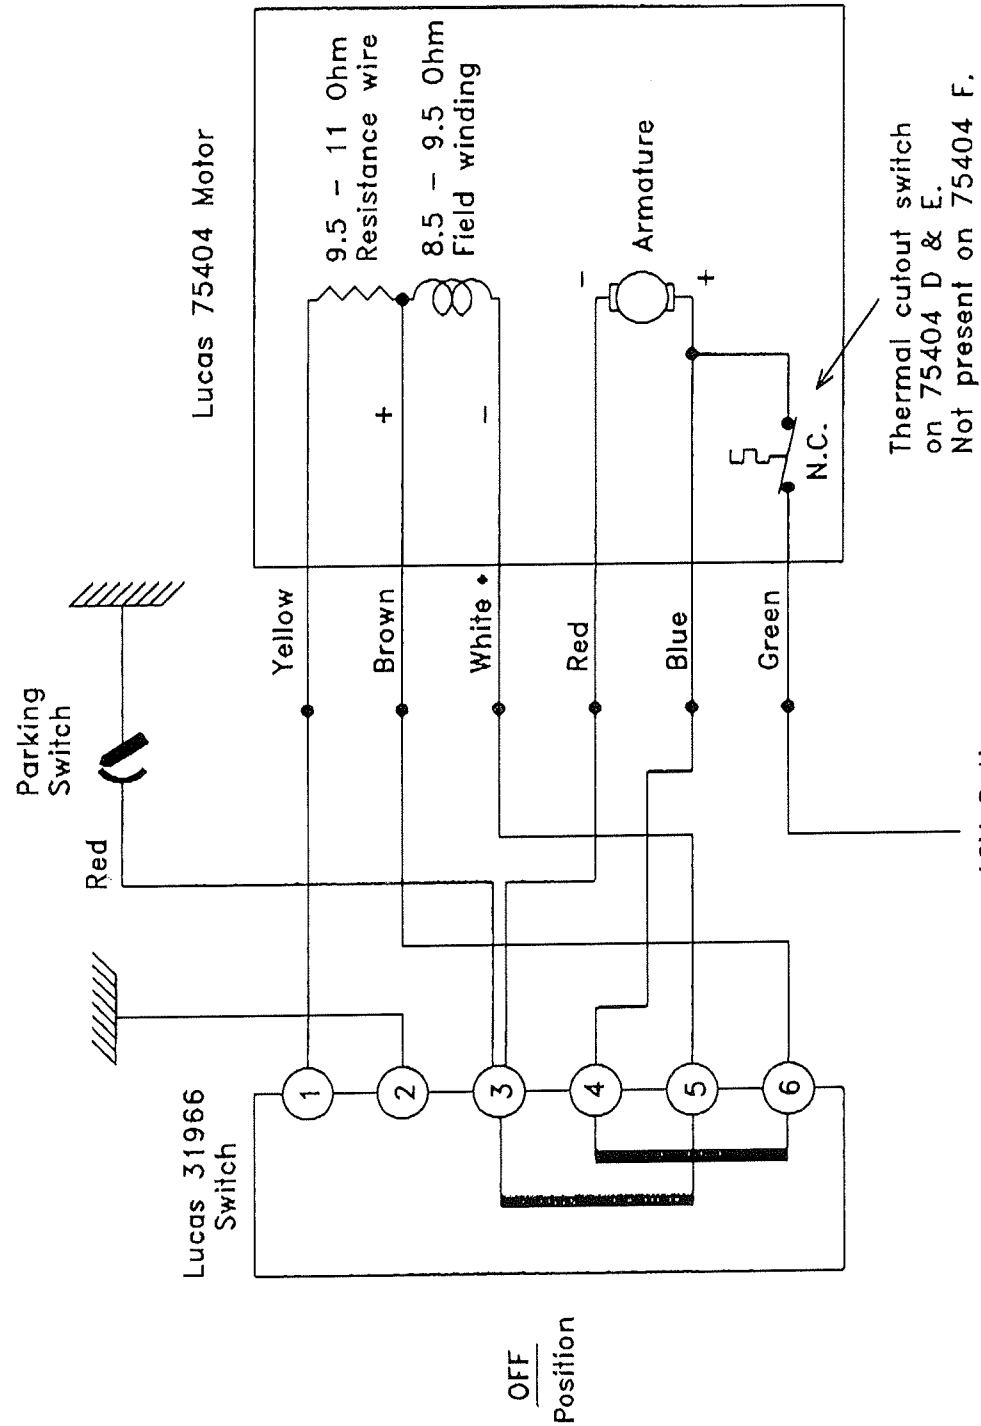 OFF
Position
Lucas 31966
Switch
1
2
3
4
5
6
Red
Parking
Switch
Yellow
Brown
White
Red
Blue
Green
Lucas 75404 Motor
9.5 - 11 Ohm
Resistance wire
8.5 - 9.5 Ohm
Field winding
+
-
-
+
Armature
N.C.
Thermal cutout switch
on 75404 D & E.
Not present on 75404 F.